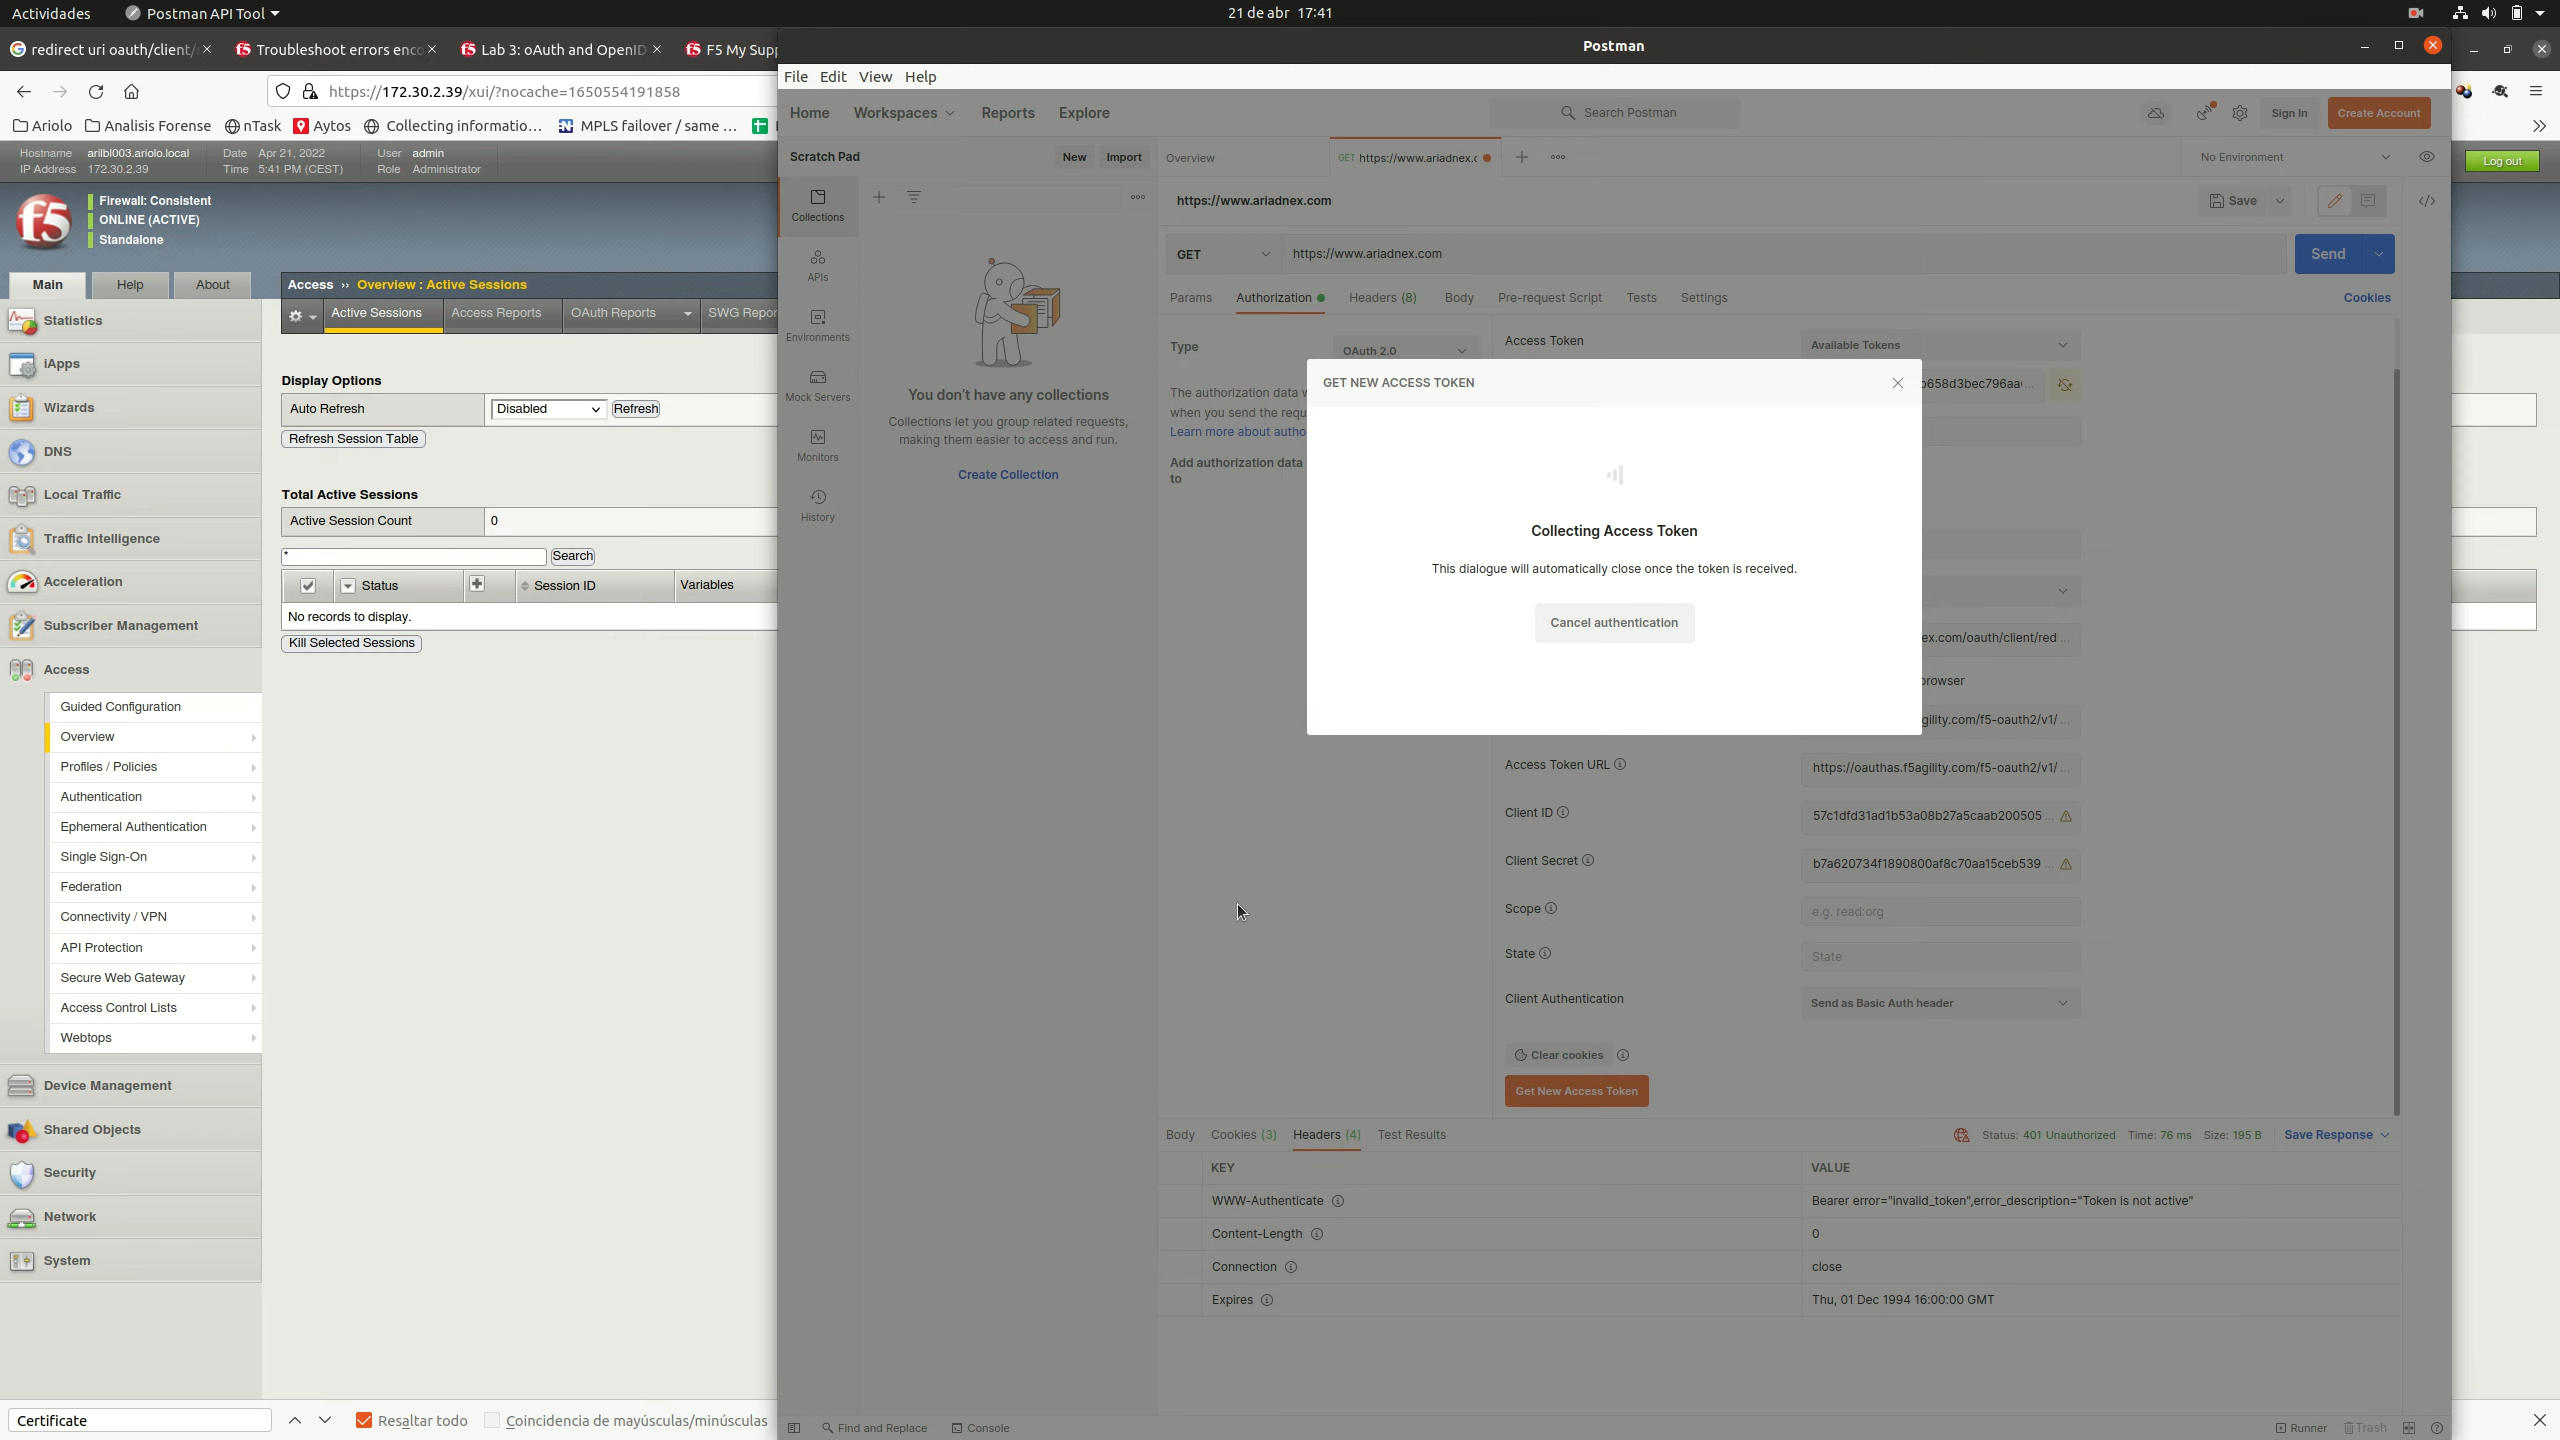 Actividades
Postman API Tool
21 de abr 17:41
redirect uri oauth/client/
Troubleshoot errors enco
Lab 3: oAuth and OpenID
F5 My Supp
Postman
https://172.30.2.39/xui/?nocache=1650554191858
Ariolo
Analisis Forense
nTask
Aytos
Collecting informatio...
MPLS failover / same ...
Hostname arilbl003.ariolo.local
IP Address 172.30.2.39
Date Apr 21, 2022
Time 5:41 PM (CEST)
User admin
Role Administrator
Log out
f5
Firewall: Consistent
ONLINE (ACTIVE)
Standalone
Main
Help
About
Access ›› Overview : Active Sessions
Active Sessions
Access Reports
OAuth Reports
SWG Repor
Statistics
iApps
Wizards
DNS
Local Traffic
Traffic Intelligence
Acceleration
Subscriber Management
Access
Guided Configuration
Overview
Profiles / Policies
Authentication
Ephemeral Authentication
Single Sign-On
Federation
Connectivity / VPN
API Protection
Secure Web Gateway
Access Control Lists
Webtops
Device Management
Shared Objects
Security
Network
System
Display Options
Auto Refresh
Disabled
Refresh
Refresh Session Table
Total Active Sessions
Active Session Count
0
*
Search
Status
Session ID
Variables
No records to display.
Kill Selected Sessions
Certificate
Resaltar todo
Coincidencia de mayúsculas/minúsculas
File Edit View Help
Home
Workspaces
Reports
Explore
Search Postman
Sign In
Create Account
Scratch Pad
New
Import
Overview
GET https://www.ariadnex.c
No Environment
Collections
APIs
Environments
Mock Servers
Monitors
History
You don't have any collections
Collections let you group related requests,
making them easier to access and run.
Create Collection
https://www.ariadnex.com
Save
GET
https://www.ariadnex.com
Send
Params
Authorization
Headers (8)
Body
Pre-request Script
Tests
Settings
Cookies
Type
OAuth 2.0
The authorization data w
when you send the requ
Learn more about autho
Add authorization data
to
Access Token
Available Tokens
b658d3bec796aa...
GET NEW ACCESS TOKEN
Collecting Access Token
This dialogue will automatically close once the token is received.
Cancel authentication
ex.com/oauth/client/red...
browser
gility.com/f5-oauth2/v1/...
Access Token URL
https://oauthas.f5agility.com/f5-oauth2/v1/...
Client ID
57c1dfd31ad1b53a08b27a5caab200505...
Client Secret
b7a620734f1890800af8c70aa15ceb539...
Scope
e.g. read:org
State
State
Client Authentication
Send as Basic Auth header
Clear cookies
Get New Access Token
Body
Cookies (3)
Headers (4)
Test Results
Status: 401 Unauthorized
Time: 76 ms
Size: 195 B
Save Response
KEY
VALUE
WWW-Authenticate
Bearer error="invalid_token",error_description="Token is not active"
Content-Length
0
Connection
close
Expires
Thu, 01 Dec 1994 16:00:00 GMT
Find and Replace
Console
Runner
Trash